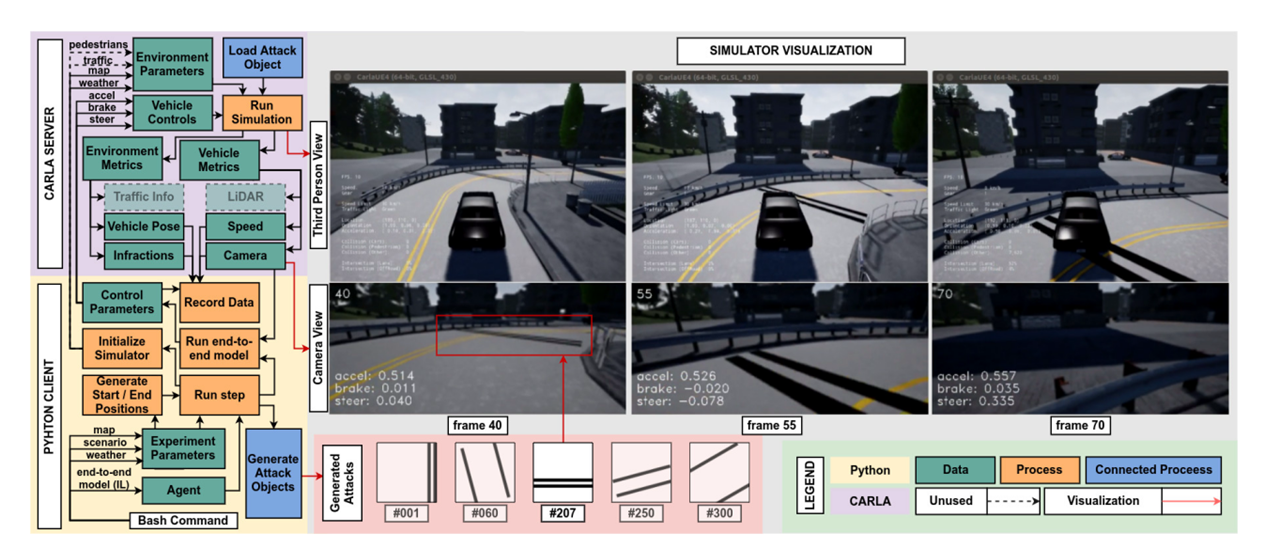 SIMULATOR VISUALIZATION
CARLA SERVER
pedestrians
traffic
map
weather
accel
brake
steer
Environment
Parameters
Load Attack
Object
Vehicle
Controls
Run
Simulation
Environment
Metrics
Vehicle
Metrics
Traffic Info
LiDAR
Vehicle Pose
Speed
Infractions
Camera
PYHTON CLIENT
Control
Parameters
Record Data
Initialize
Simulator
Run end-to-
end model
Generate
Start / End
Positions
Run step
map
scenario
weather
end-to-end
model (IL)
Experiment
Parameters
Agent
Generate
Attack
Objects
Bash Command
Third Person View
CarlaUE4 (64-bit, GLSL_430)
CarlaUE4 (64-bit, GLSL_430)
CarlaUE4 (64-bit, GLSL_430)
Camera View
40
accel: 0.514
brake: 0.011
steer: 0.040
55
accel: 0.526
brake: -0.020
steer: -0.078
70
accel: 0.557
brake: 0.035
steer: 0.335
frame 40
frame 55
frame 70
Generated
Attacks
#001
#060
#207
#250
#300
LEGEND
Python
Data
Process
Connected Proceess
CARLA
Unused
Visualization